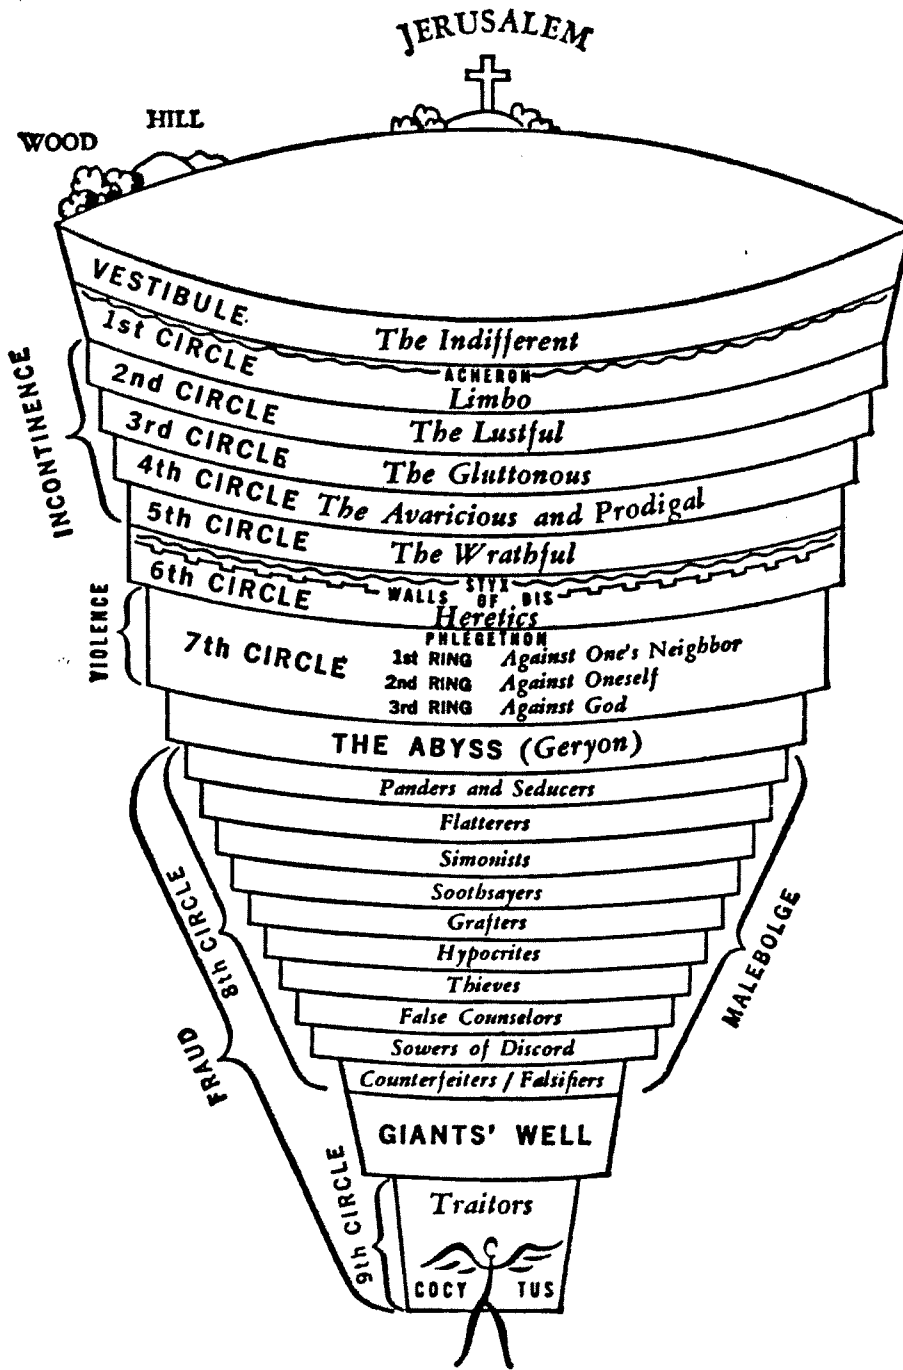 JERUSALEM
HILL
WOOD
VESTIBULE
The Indifferent
ACHERON
1st CIRCLE
Limbo
INCONTINENCE
2nd CIRCLE
The Lustful
3rd CIRCLE
The Gluttonous
4th CIRCLE The Avaricious and Prodigal
5th CIRCLE
The Wrathful
STYX
WALLS OF DIS
6th CIRCLE
Heretics
PHLEGETHON
VIOLENCE
7th CIRCLE
1st RING Against One's Neighbor
2nd RING Against Oneself
3rd RING Against God
THE ABYSS (Geryon)
Panders and Seducers
Flatterers
Simonists
Soothsayers
Grafters
Hypocrites
Thieves
False Counselors
Sowers of Discord
Counterfeiters / Falsifiers
8th CIRCLE
MALEBOLGE
FRAUD
GIANTS' WELL
9th CIRCLE
Traitors
COCY TUS